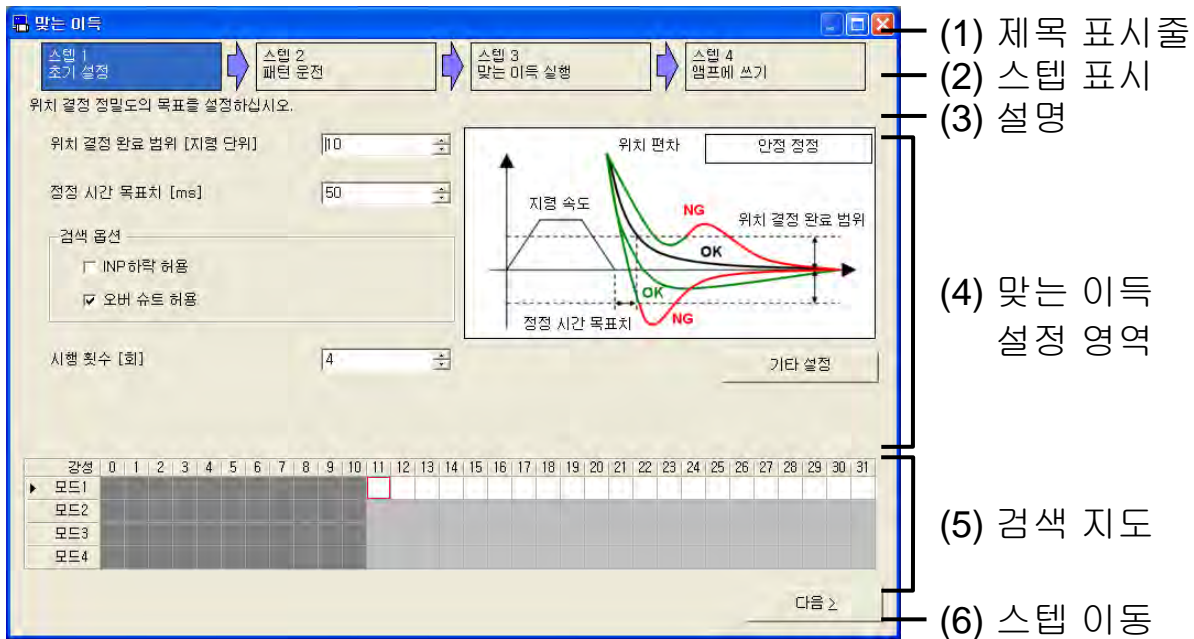 맞는 이득
(1) 제목 표시줄
스텝 1
초기 설정
스텝 2
패턴 운전
스텝 3
맞는 이득 실행
스텝 4
앰프에 쓰기
(2) 스텝 표시
위치 결정 정밀도의 목표를 설정하십시오.
(3) 설명
위치 결정 완료 범위 [지령 단위]
10
정정 시간 목표치 [ms]
50
검색 옵션
INP하락 허용
오버 슈트 허용
시행 횟수 [회]
4
위치 편차
안정 정정
지령 속도
NG
위치 결정 완료 범위
OK
OK
정정 시간 목표치
NG
기타 설정
(4) 맞는 이득
설정 영역
강성 0 1 2 3 4 5 6 7 8 9 10 11 12 13 14 15 16 17 18 19 20 21 22 23 24 25 26 27 28 29 30 31
모드1
모드2
모드3
모드4
(5) 검색 지도
다음 >
(6) 스텝 이동